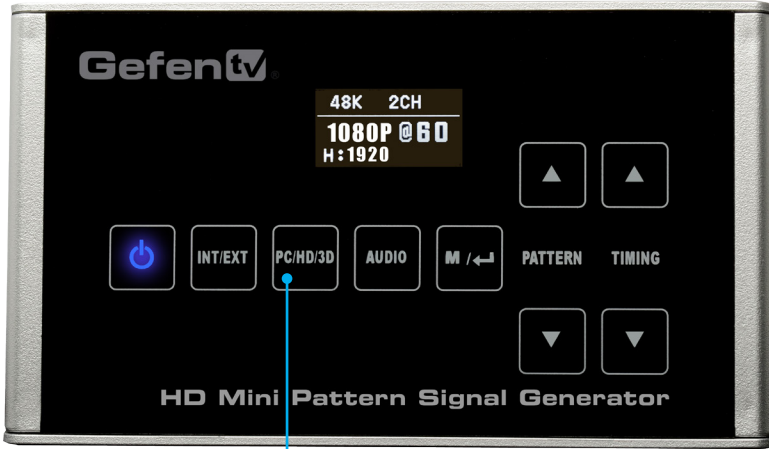 Gefen tv ®
48K 2CH
1080P @60
H:1920
INT/EXT
PC/HD/3D
AUDIO
M /↵
PATTERN
TIMING
HD Mini Pattern Signal Generator